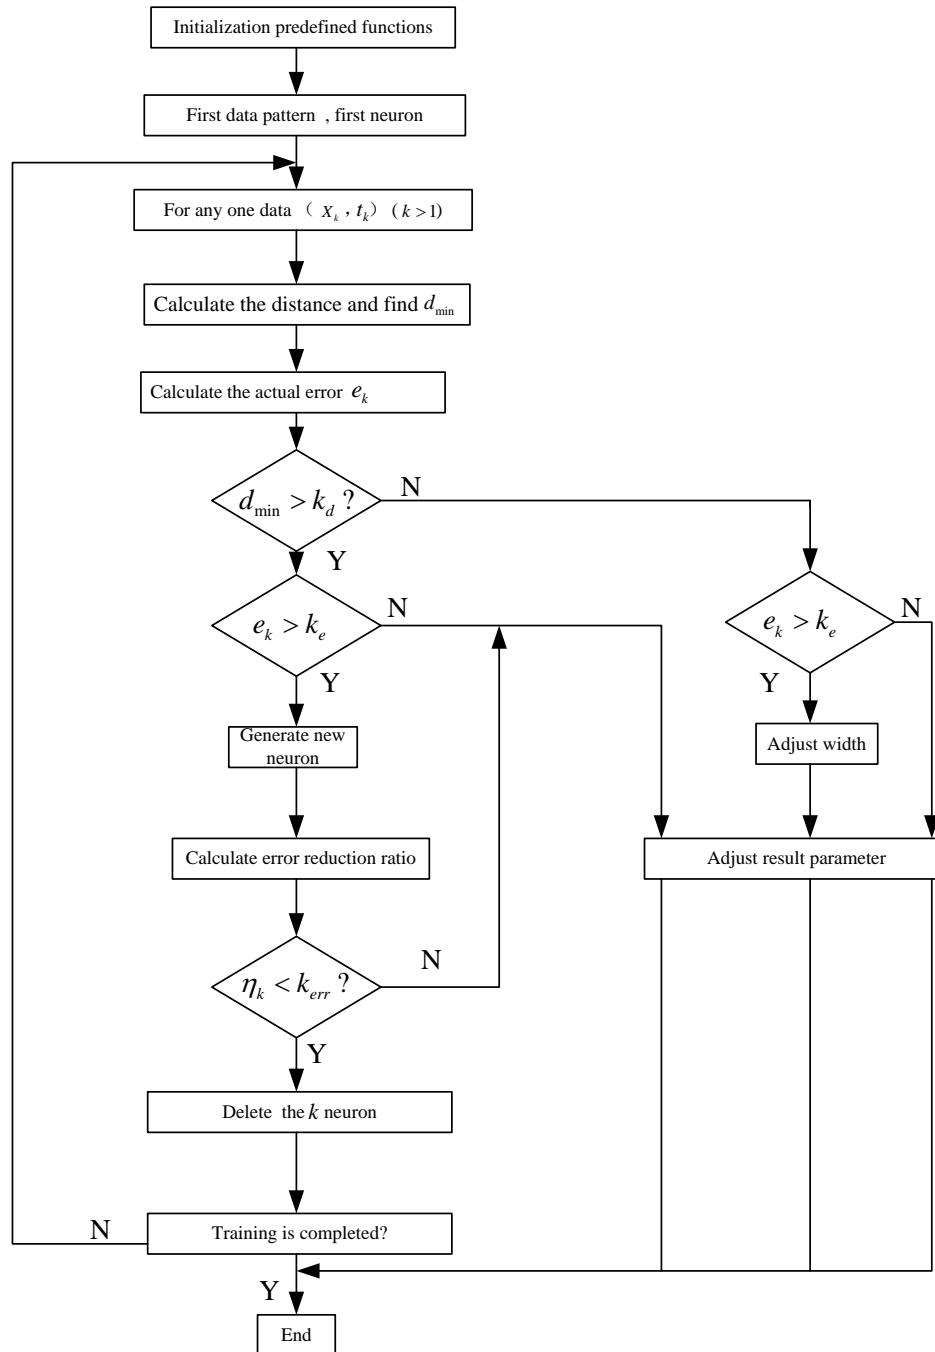 Initialization predefined functions
First data pattern , first neuron
For any one data （ X_k , t_k） ( k >1)
Calculate the distance and find d_min
Calculate the actual error e_k
d_min > k_d ?
N
Y
e_k > k_e
N
e_k > k_e
N
Y
Y
Generate new
neuron
Adjust width
Calculate error reduction ratio
Adjust result parameter
η_k < k_err ?
N
Y
Delete the k neuron
Training is completed?
N
Y
End